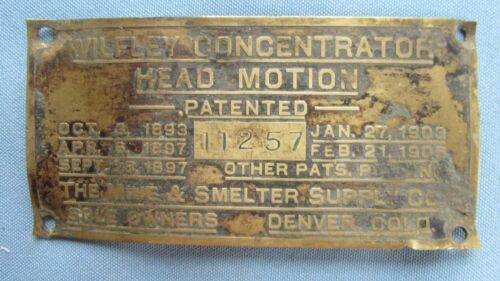 WILFLEY CONCENTRATOR
HEAD MOTION
PATENTED
OCT. 3, 1893 11257 JAN. 27, 1903
APR. 6, 1897 FEB. 21, 190
SEPT. 28, 1897 OTHER PATS. P N
THE MINE & SMELTER SUPPLY CO
SOLE OWNERS DENVER, COLO.